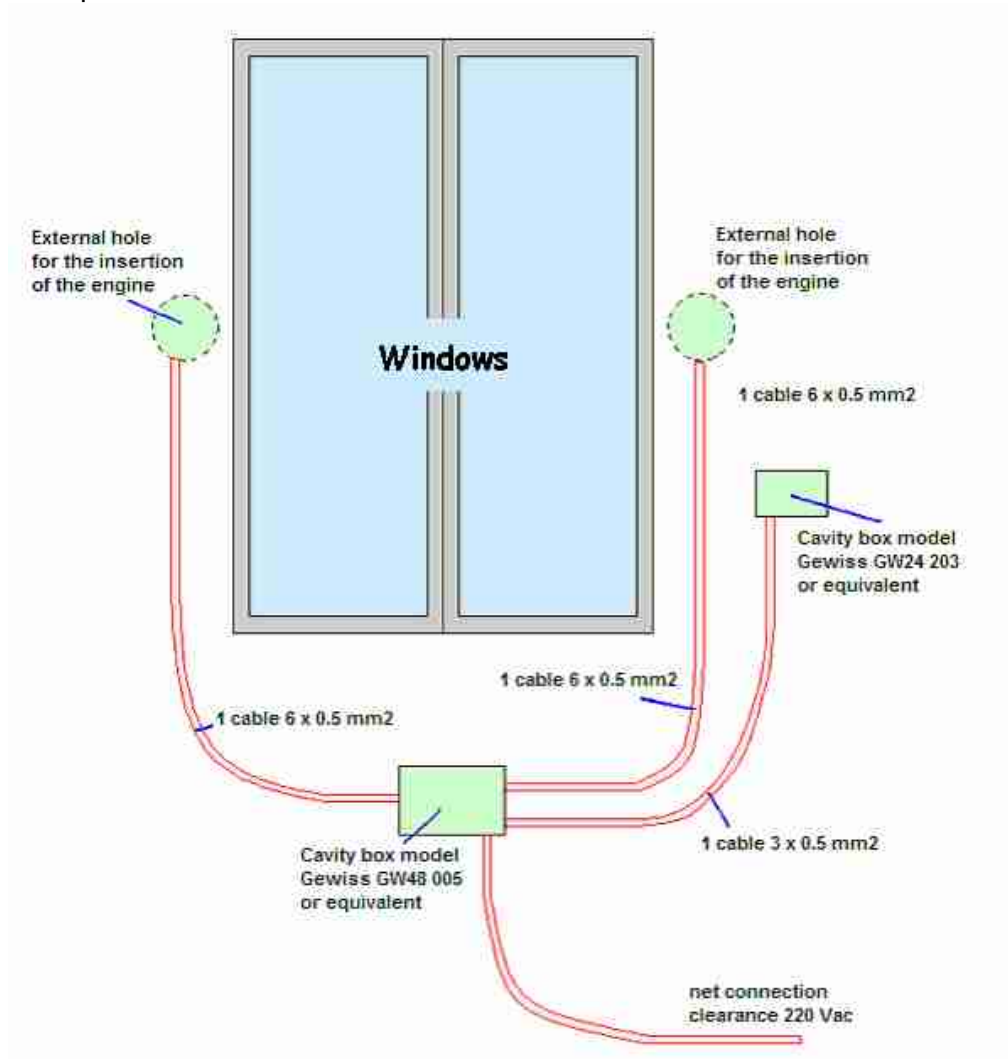 External hole
for the insertion
of the engine
External hole
for the insertion
of the engine
Windows
1 cable 6 x 0.5 mm2
Cavity box model
Gewiss GW24 203
or equivalent
1 cable 6 x 0.5 mm2
1 cable 6 x 0.5 mm2
1 cable 3 x 0.5 mm2
Cavity box model
Gewiss GW48 005
or equivalent
net connection
clearance 220 Vac